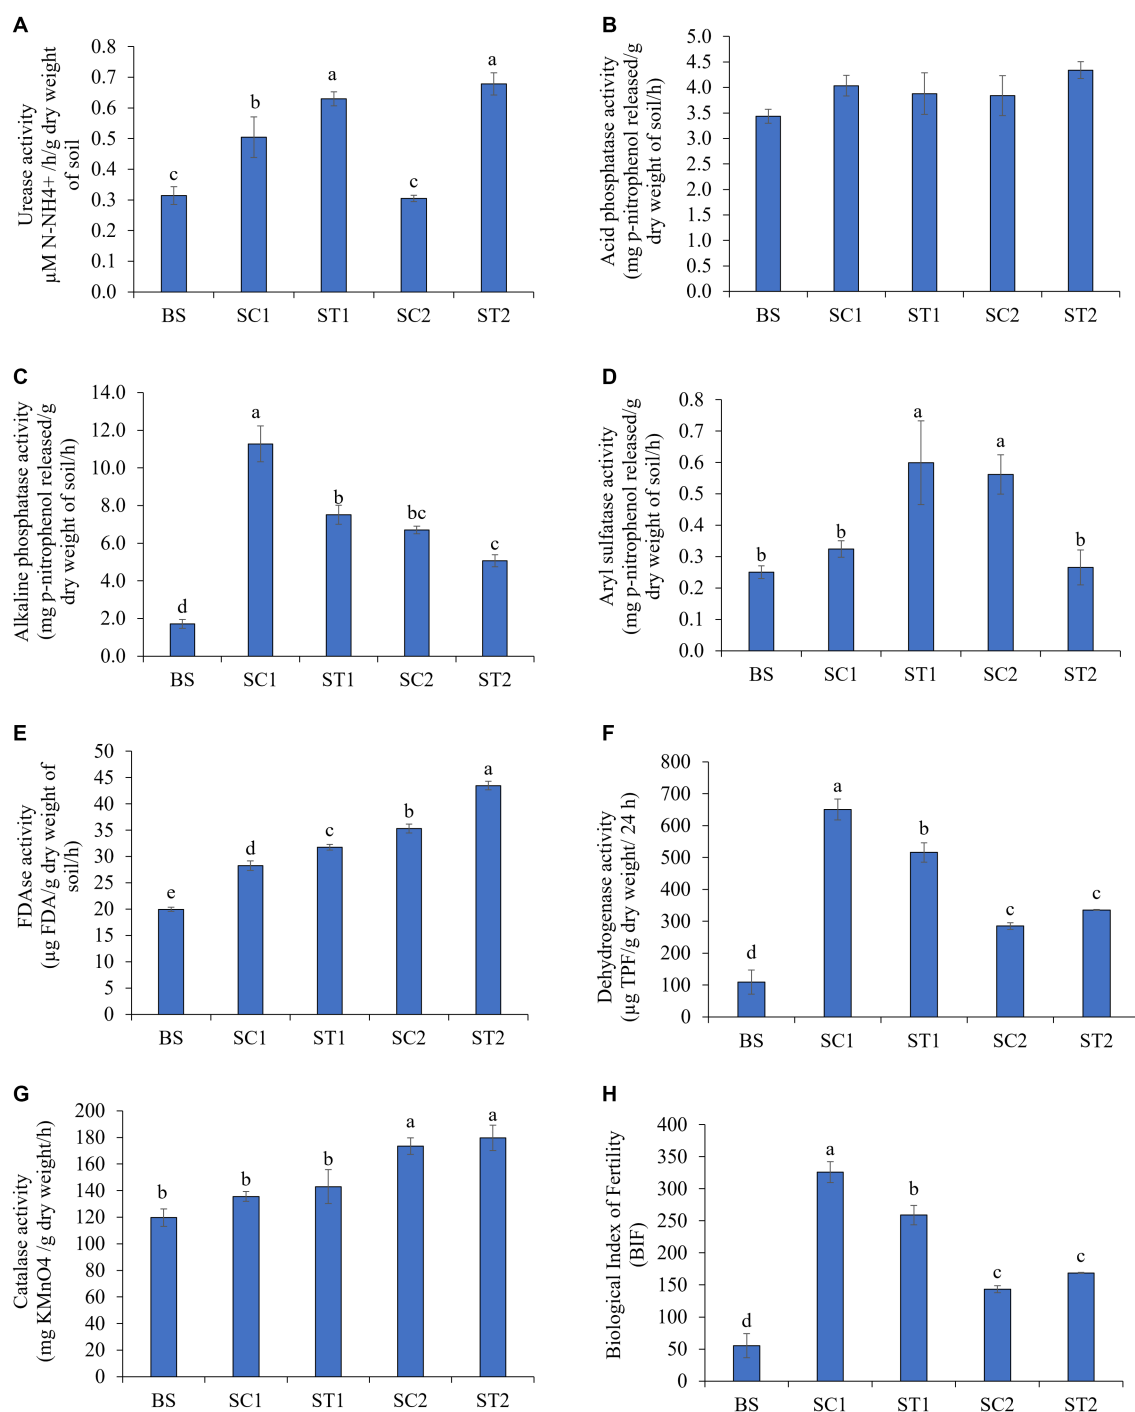 A
Urease activity
µM N-NH4+ /h/g dry weight
of soil
0.8
0.7
0.6
0.5
0.4
0.3
0.2
0.1
0.0
c
b
a
c
a
BS SC1 ST1 SC2 ST2
B
Acid phosphatase activity
(mg p-nitrophenol released/g
dry weight of soil/h)
5.0
4.5
4.0
3.5
3.0
2.5
2.0
1.5
1.0
0.5
0.0
BS SC1 ST1 SC2 ST2
C
Alkaline phosphatase activity
(mg p-nitrophenol released/g
dry weight of soil/h)
14.0
12.0
10.0
8.0
6.0
4.0
2.0
0.0
d
a
b
bc
c
BS SC1 ST1 SC2 ST2
D
Aryl sulfatase activity
(mg p-nitrophenol released/g
dry weight of soil/h)
0.8
0.7
0.6
0.5
0.4
0.3
0.2
0.1
0.0
b
b
a
a
b
BS SC1 ST1 SC2 ST2
E
FDAse activity
(µg FDA/g dry weight of
soil/h)
50
45
40
35
30
25
20
15
10
5
0
e
d
c
b
a
BS SC1 ST1 SC2 ST2
F
Dehydrogenase activity
(µg TPF/g dry weight/ 24 h)
800
700
600
500
400
300
200
100
0
d
a
b
c
c
BS SC1 ST1 SC2 ST2
G
Catalase activity
(mg KMnO4 /g dry weight/h)
200
180
160
140
120
100
80
60
40
20
0
b
b
b
a
a
BS SC1 ST1 SC2 ST2
H
Biological Index of Fertility
(BIF)
400
350
300
250
200
150
100
50
0
d
a
b
c
c
BS SC1 ST1 SC2 ST2